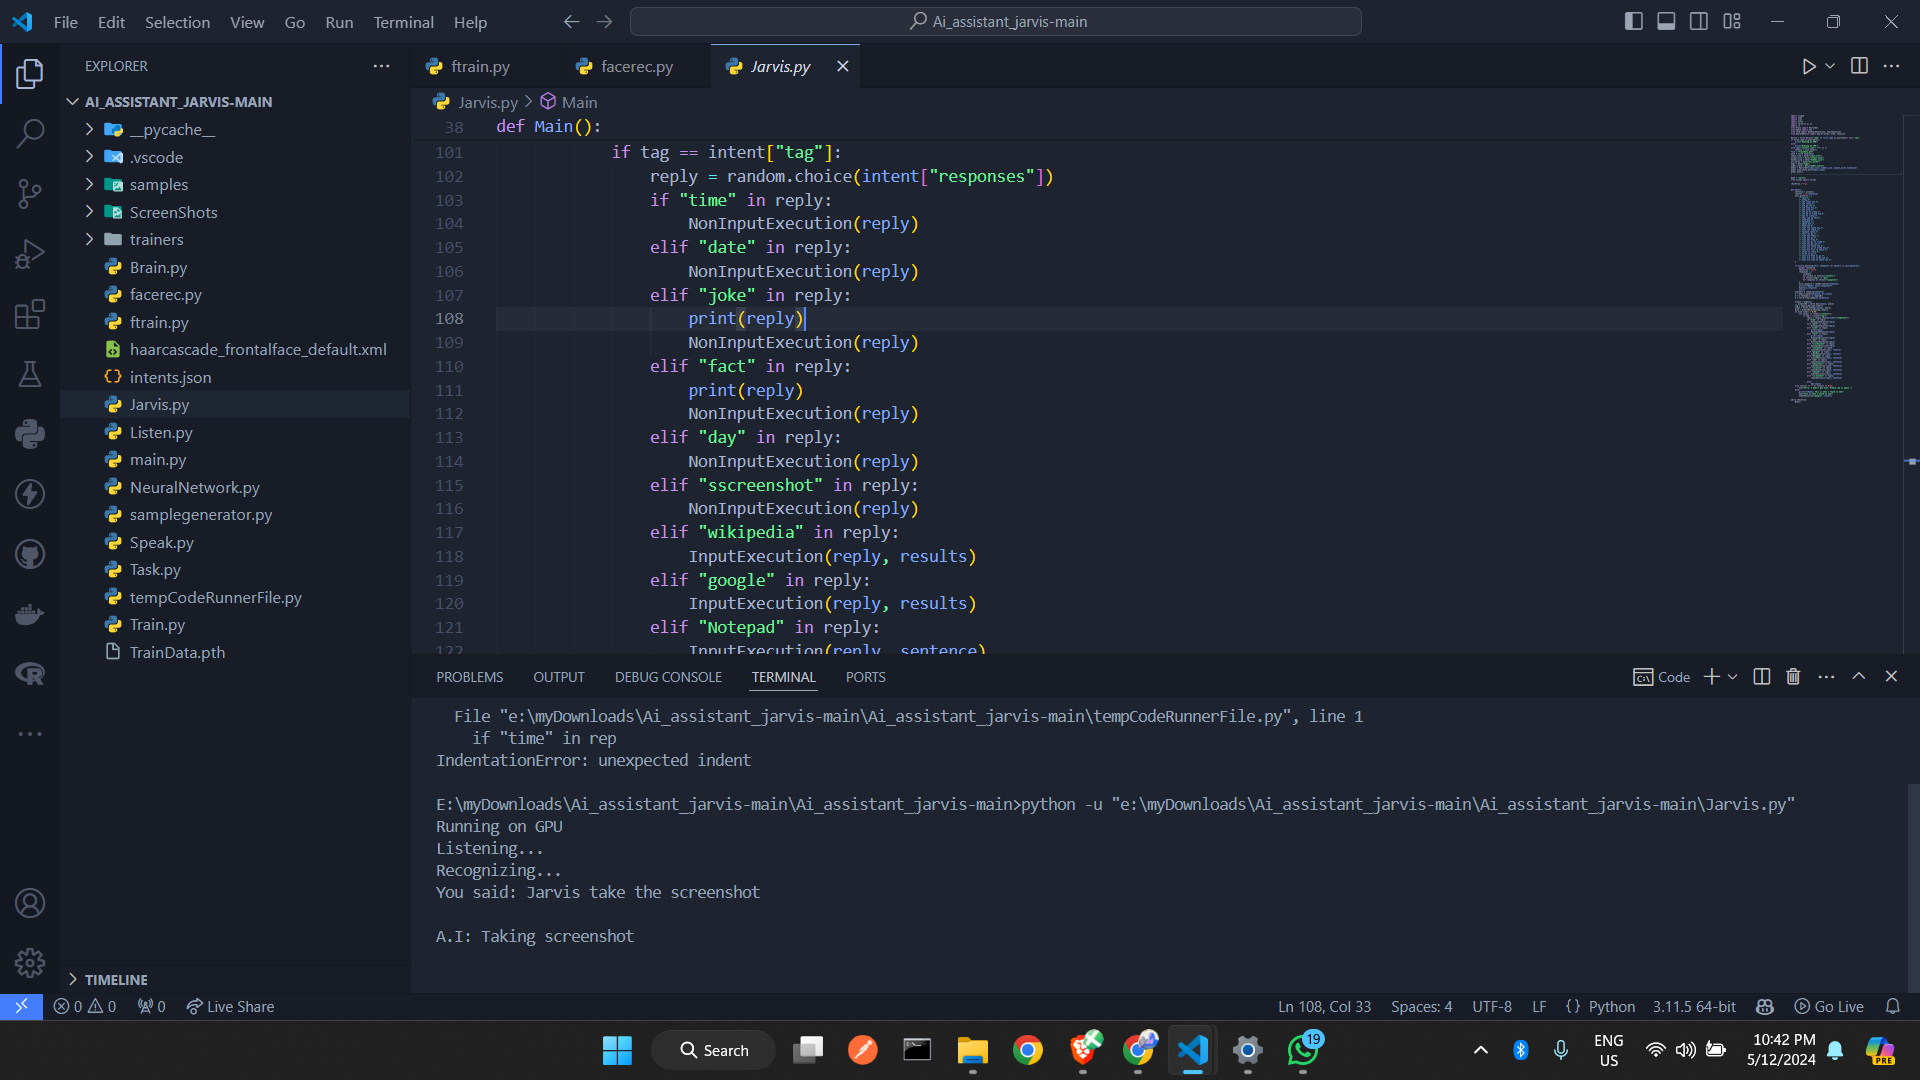 File Edit Selection View Go Run Terminal Help
Ai_assistant_jarvis-main
EXPLORER
AI_ASSISTANT_JARVIS-MAIN
__pycache__
.vscode
samples
ScreenShots
trainers
Brain.py
facerec.py
ftrain.py
haarcascade_frontalface_default.xml
intents.json
Jarvis.py
Listen.py
main.py
NeuralNetwork.py
samplegenerator.py
Speak.py
Task.py
tempCodeRunnerFile.py
Train.py
TrainData.pth
TIMELINE
ftrain.py facerec.py Jarvis.py
Jarvis.py > Main
38 def Main():
101 if tag == intent["tag"]:
102 reply = random.choice(intent["responses"])
103 if "time" in reply:
104 NonInputExecution(reply)
105 elif "date" in reply:
106 NonInputExecution(reply)
107 elif "joke" in reply:
108 print(reply)
109 NonInputExecution(reply)
110 elif "fact" in reply:
111 print(reply)
112 NonInputExecution(reply)
113 elif "day" in reply:
114 NonInputExecution(reply)
115 elif "sscreenshot" in reply:
116 NonInputExecution(reply)
117 elif "wikipedia" in reply:
118 InputExecution(reply, results)
119 elif "google" in reply:
120 InputExecution(reply, results)
121 elif "Notepad" in reply:
122 InputExecution(reply, sentence)
PROBLEMS OUTPUT DEBUG CONSOLE TERMINAL PORTS
Code
File "e:\myDownloads\Ai_assistant_jarvis-main\Ai_assistant_jarvis-main\tempCodeRunnerFile.py", line 1
if "time" in rep
IndentationError: unexpected indent
E:\myDownloads\Ai_assistant_jarvis-main\Ai_assistant_jarvis-main>python -u "e:\myDownloads\Ai_assistant_jarvis-main\Ai_assistant_jarvis-main\Jarvis.py"
Running on GPU
Listening...
Recognizing...
You said: Jarvis take the screenshot
A.I: Taking screenshot
0 0 0 Live Share
Ln 108, Col 33 Spaces: 4 UTF-8 LF {} Python 3.11.5 64-bit Go Live
Search
19
ENG
US
10:42 PM
5/12/2024
PRE